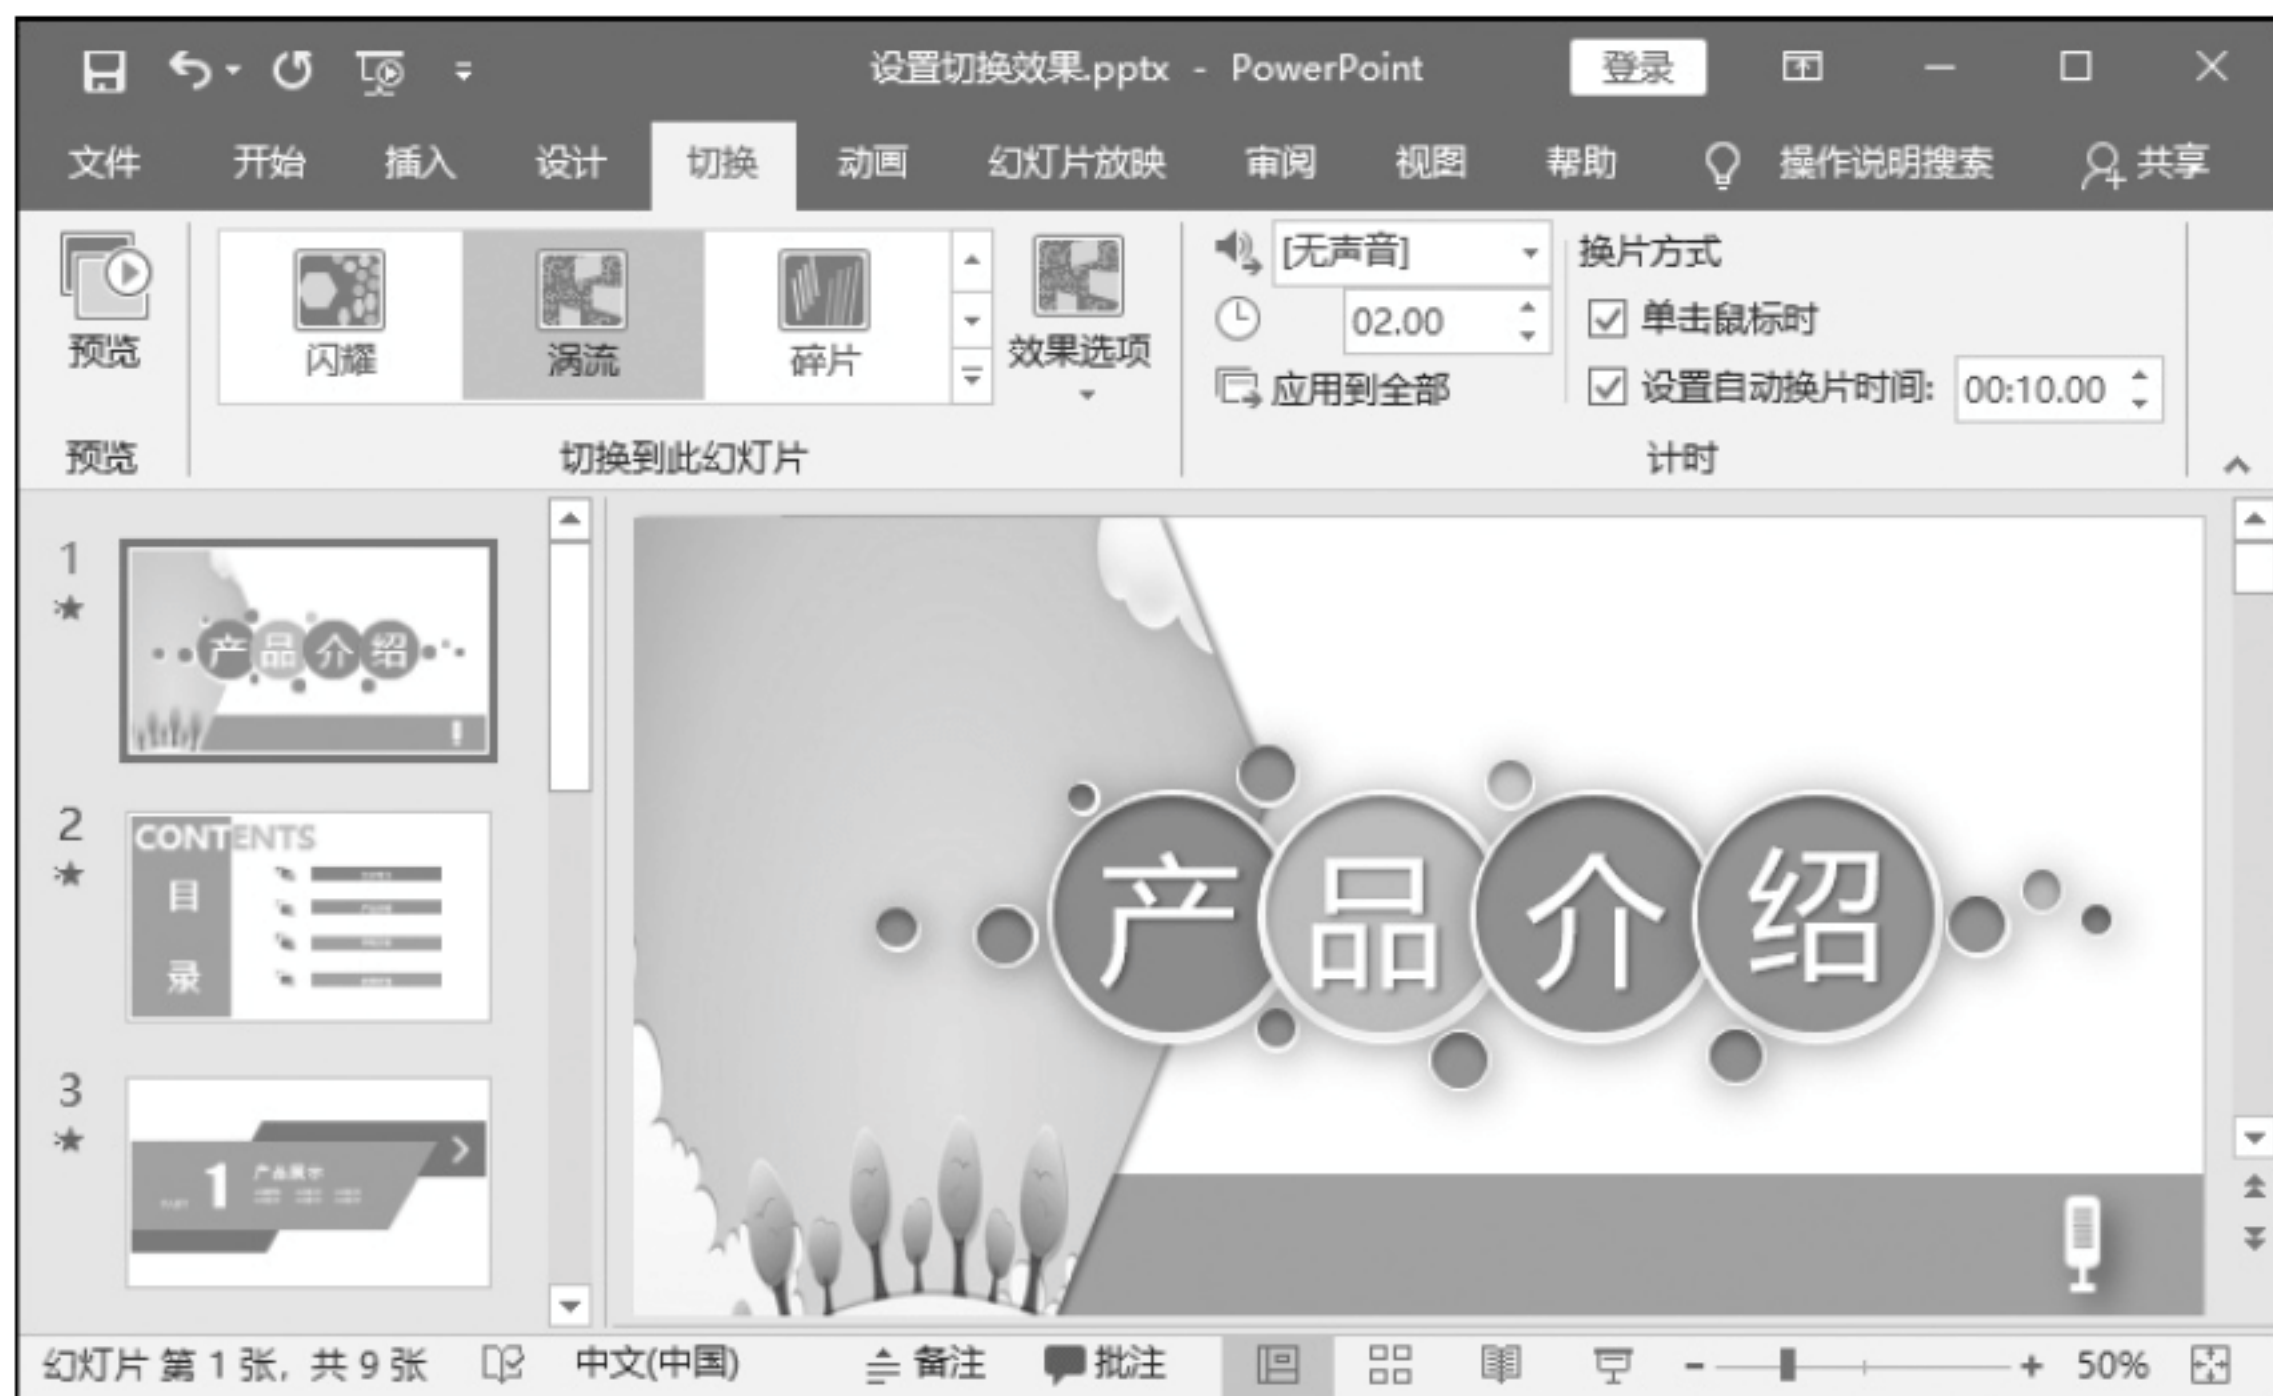 设置切换效果.pptx - PowerPoint 登录
文件 开始 插入 设计 切换 动画 幻灯片放映 审阅 视图 帮助 操作说明搜索 共享
[无声音] 换片方式
02.00 单击鼠标时
预览 闪耀 涡流 碎片 效果选项
应用到全部 设置自动换片时间: 00:10.00
预览 切换到此幻灯片 计时
1
产品介绍
2
CONTENTS
目
录
3
1 产品展示
产品介绍
幻灯片 第 1 张, 共 9 张 中文(中国) 备注 批注 50%